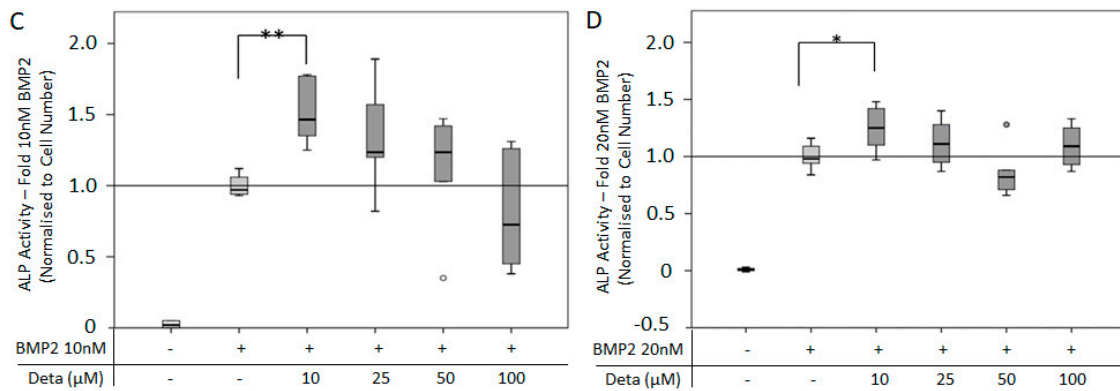 C
ALP Activity – Fold 10nM BMP2
(Normalised to Cell Number)
2.0
1.5
1.0
0.5
0
**
BMP2 10nM - + + + + +
Deta (μM) - - 10 25 50 100
D
ALP Activity – Fold 20nM BMP2
(Normalised to Cell Number)
2.0
1.5
1.0
0.5
0
-0.5
*
BMP2 20nM - + + + + +
Deta (μM) - - 10 25 50 100